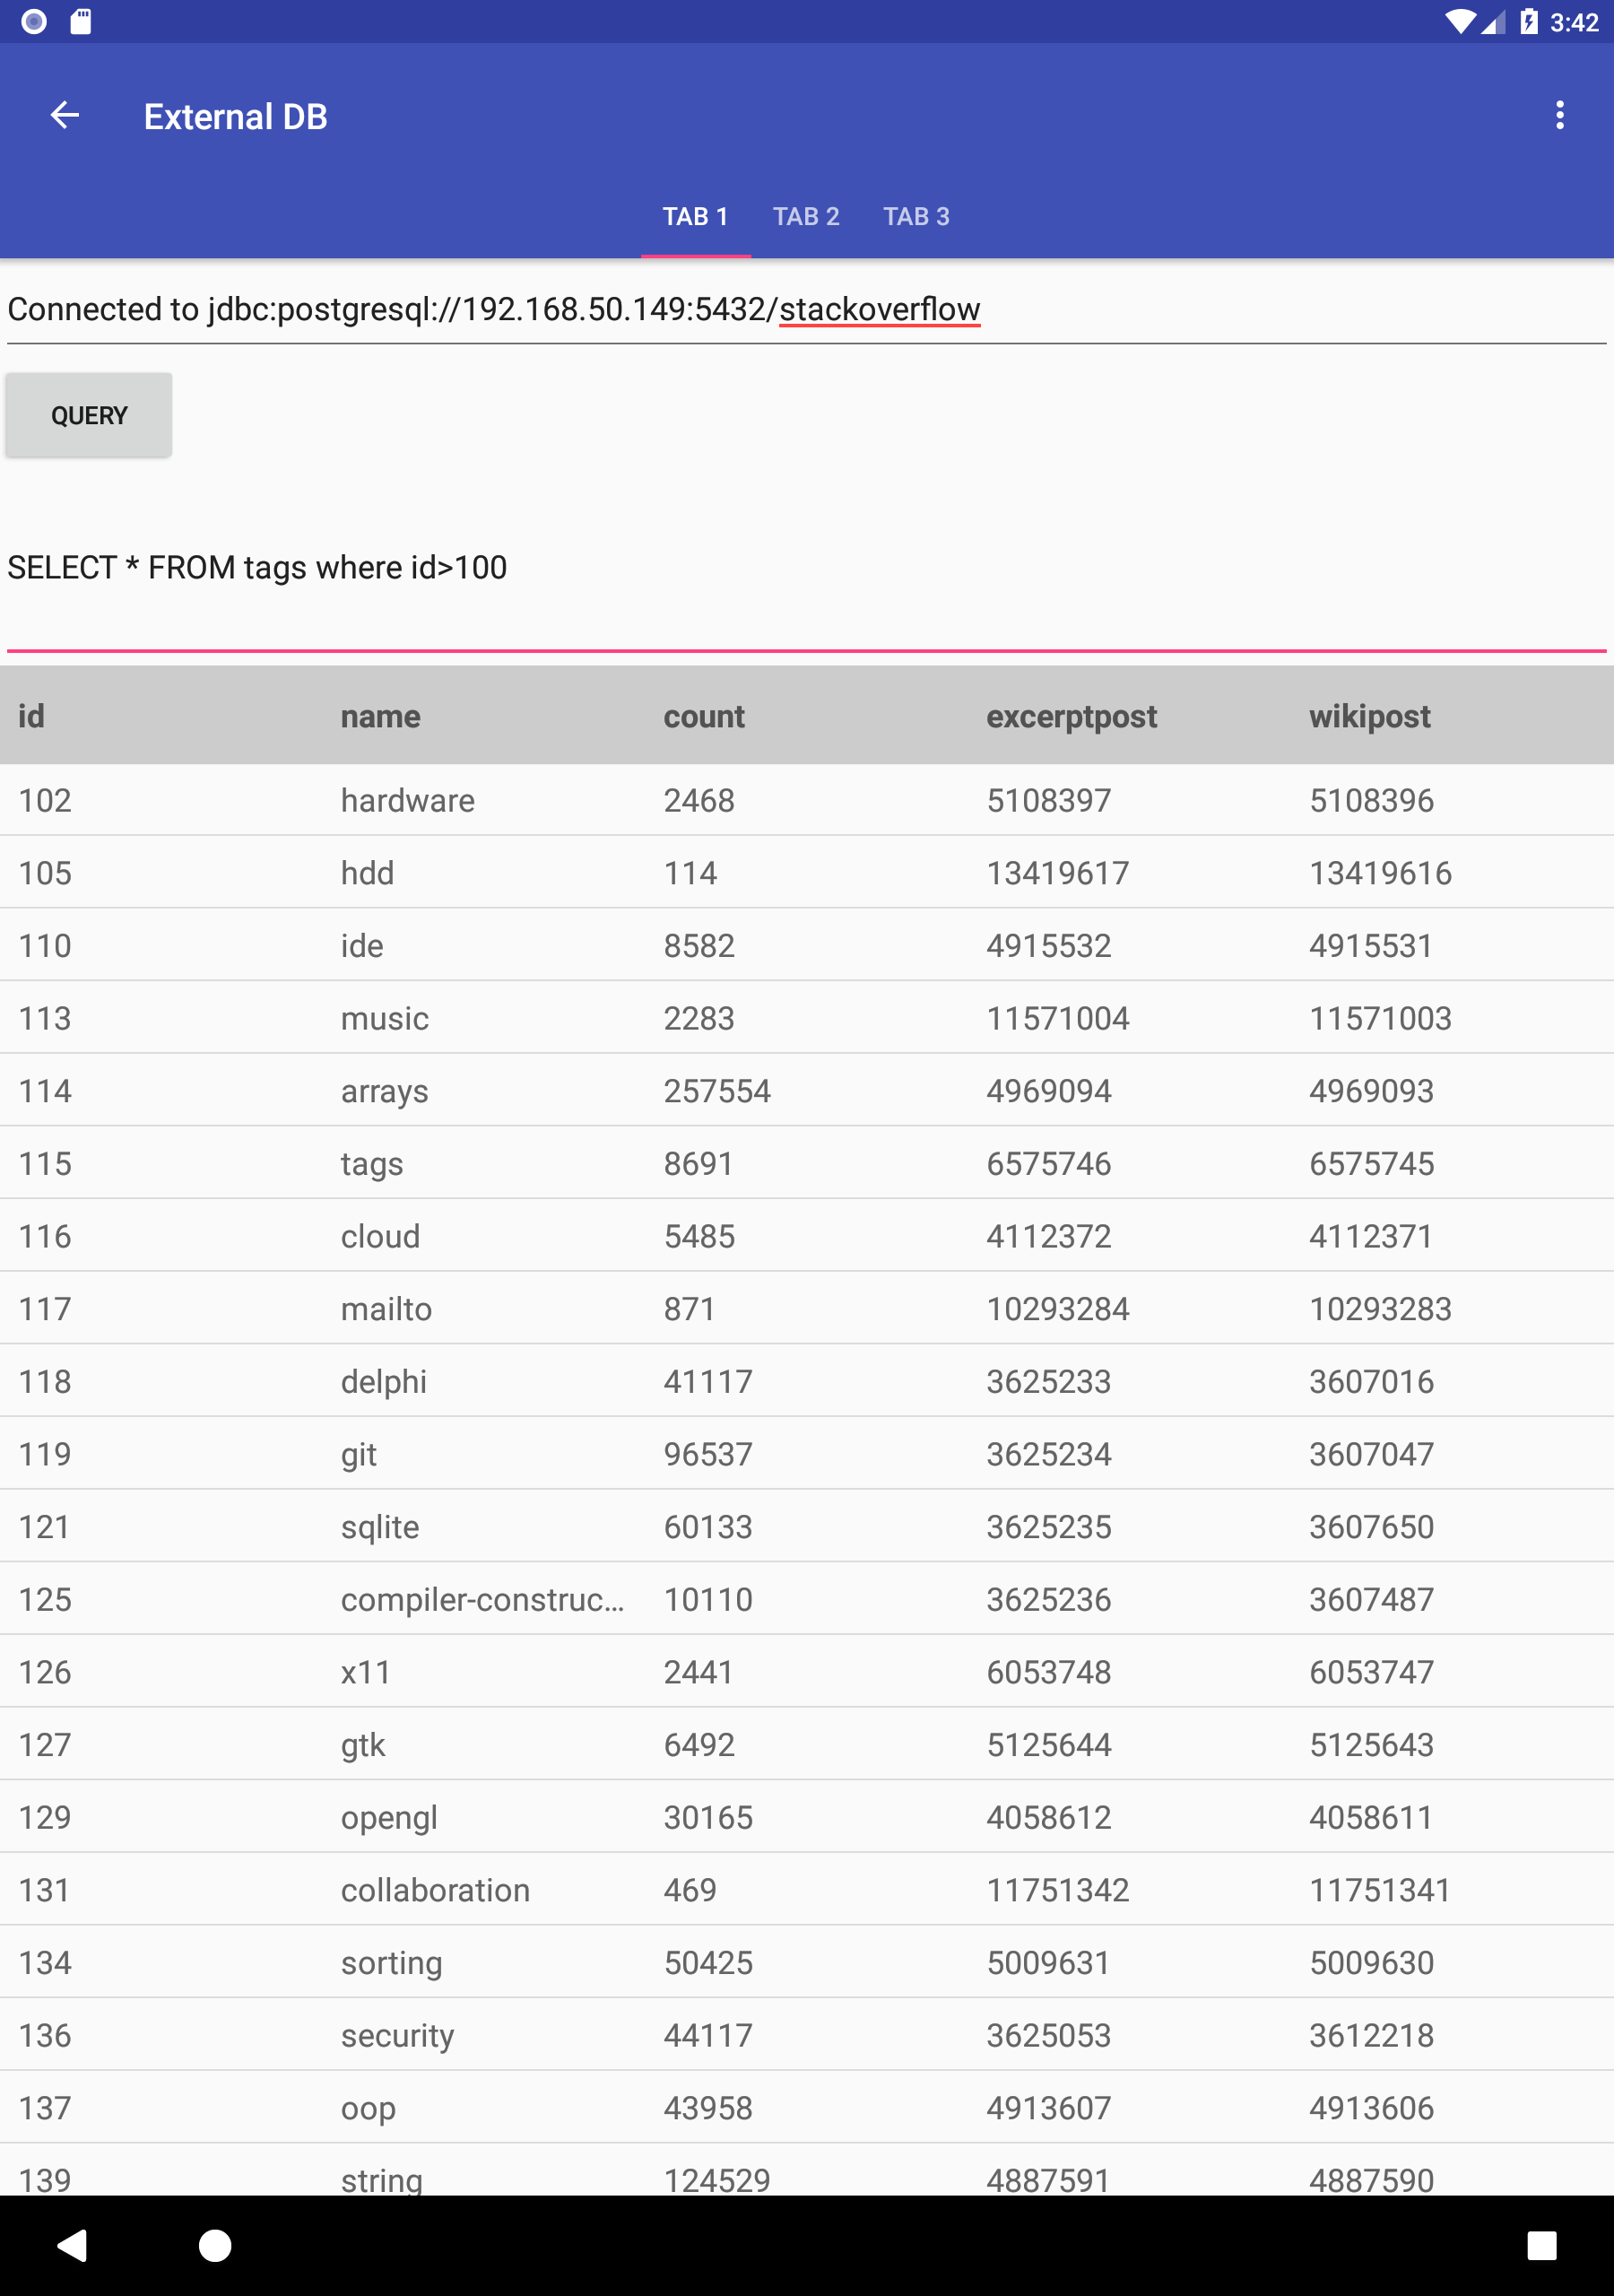 3:42
External DB
TAB 1 TAB 2 TAB 3
Connected to jdbc:postgresql://192.168.50.149:5432/stackoverflow
QUERY
SELECT * FROM tags where id>100
id name count excerptpost wikipost
102 hardware 2468 5108397 5108396
105 hdd 114 13419617 13419616
110 ide 8582 4915532 4915531
113 music 2283 11571004 11571003
114 arrays 257554 4969094 4969093
115 tags 8691 6575746 6575745
116 cloud 5485 4112372 4112371
117 mailto 871 10293284 10293283
118 delphi 41117 3625233 3607016
119 git 96537 3625234 3607047
121 sqlite 60133 3625235 3607650
125 compiler-construc... 10110 3625236 3607487
126 x11 2441 6053748 6053747
127 gtk 6492 5125644 5125643
129 opengl 30165 4058612 4058611
131 collaboration 469 11751342 11751341
134 sorting 50425 5009631 5009630
136 security 44117 3625053 3612218
137 oop 43958 4913607 4913606
139 string 124529 4887591 4887590